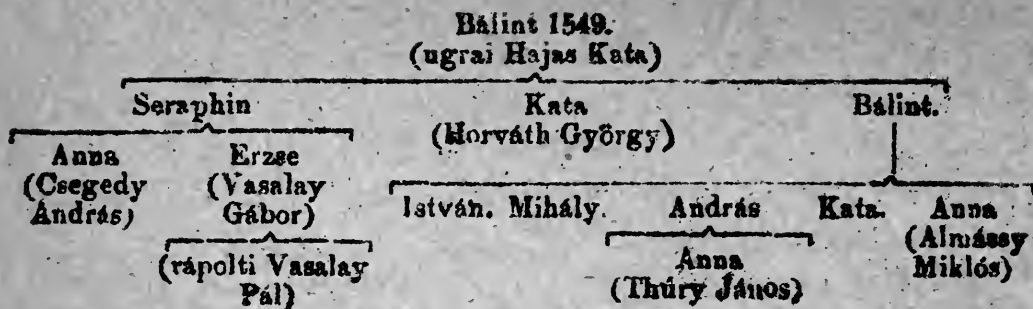 Bálint 1549.
(ugrai Hajas Kata)
Seraphin Kata Bálint.
(Horváth György)
Anna Erzse
(Csegedy (Vasalay
András) Gábor)
István. Mihály. András Kata. Anna
(Almássy
Miklós)
(rápolti Vasalay
Pál)
Anna
(Thúry János)